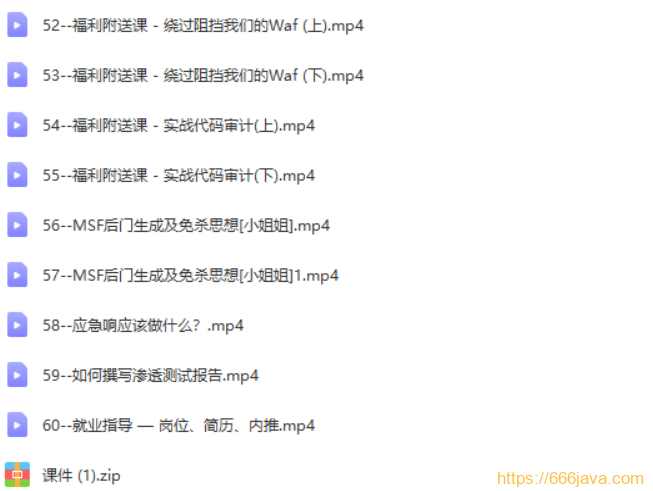 52--福利附送课 - 绕过阻挡我们的Waf (上).mp4
53--福利附送课 - 绕过阻挡我们的Waf (下).mp4
54--福利附送课 - 实战代码审计(上).mp4
55--福利附送课 - 实战代码审计(下).mp4
56--MSF后门生成及免杀思想[小姐姐].mp4
57--MSF后门生成及免杀思想[小姐姐]1.mp4
58--应急响应该做什么？.mp4
59--如何撰写渗透测试报告.mp4
60--就业指导 — 岗位、简历、内推.mp4
课件 (1).zip
https://666java.com